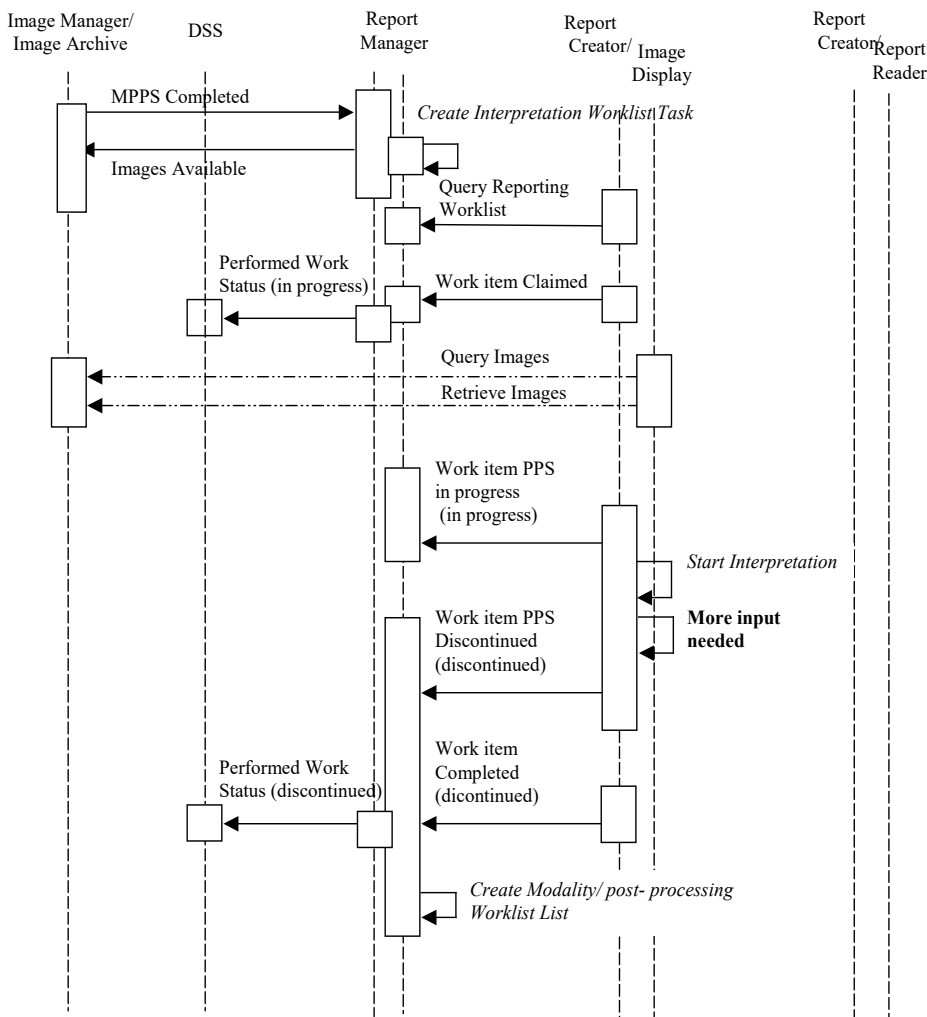 Image Manager/
Image Archive
DSS
Report
Manager
Report
Creator/
Image
Display
Report
Creator/
Report
Reader
MPPS Completed
Create Interpretation Worklist Task
Images Available
Query Reporting
Worklist
Performed Work
Status (in progress)
Work item Claimed
Query Images
Retrieve Images
Work item PPS
in progress
(in progress)
Start Interpretation
Work item PPS
Discontinued
(discontinued)
More input
needed
Work item
Completed
(dicontinued)
Performed Work
Status (discontinued)
Create Modality/ post- processing
Worklist List